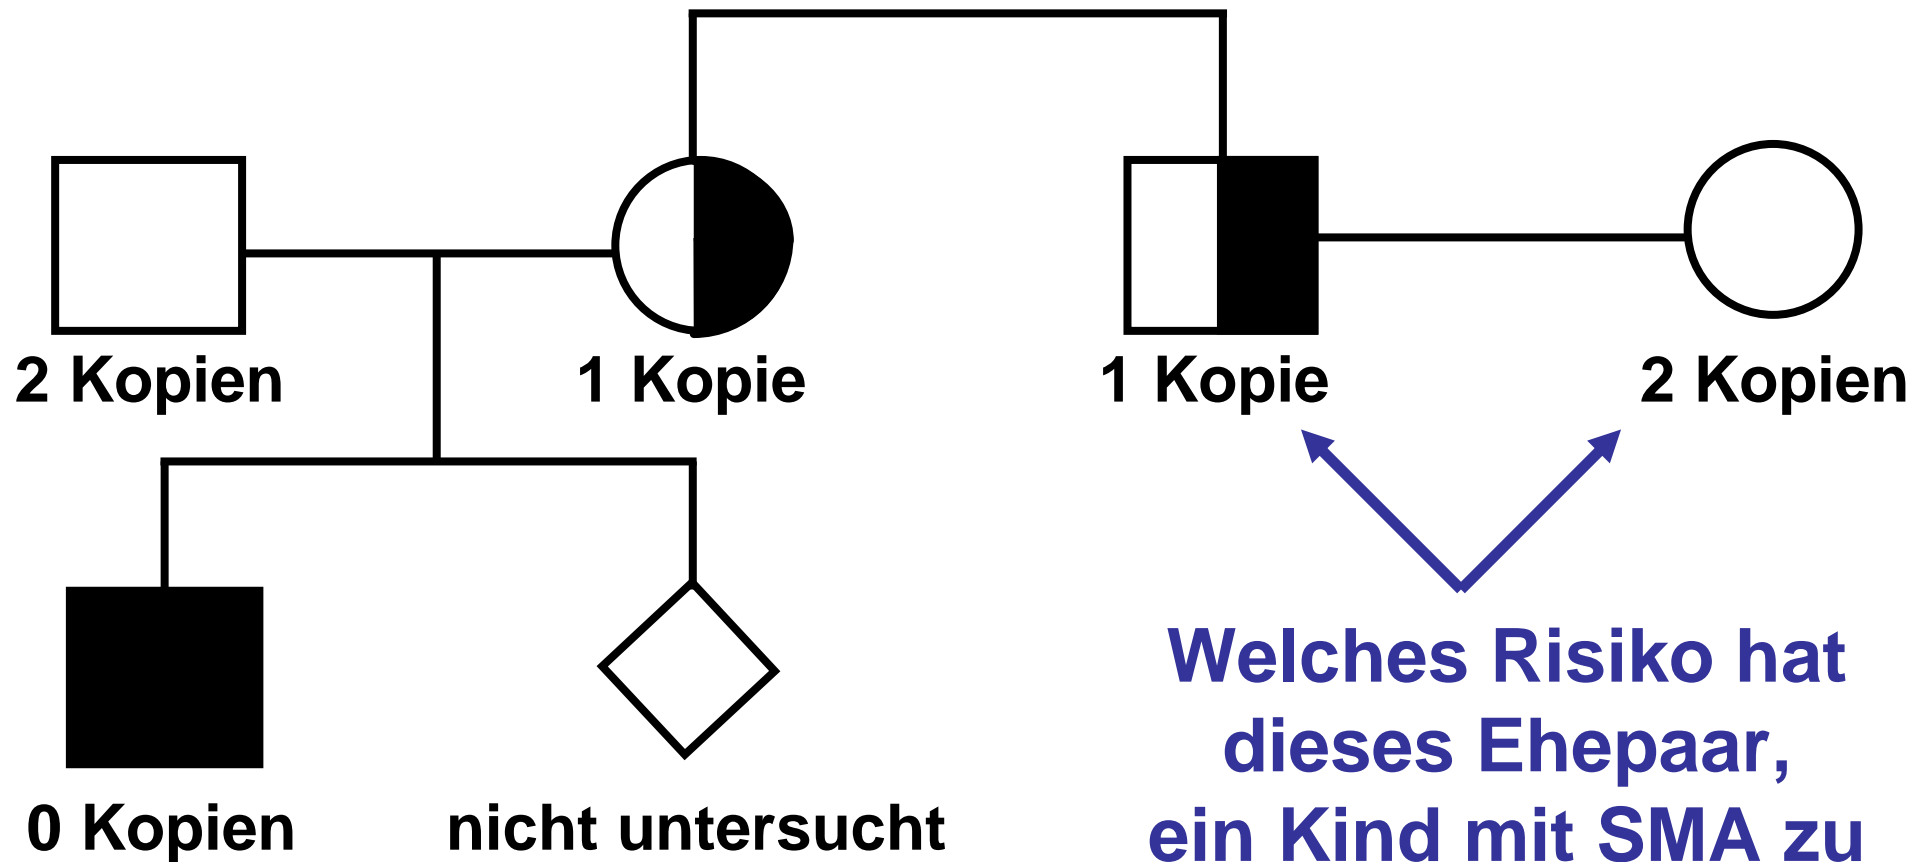 2 Kopien
1 Kopie
1 Kopie
2 Kopien
0 Kopien
nicht untersucht
Welches Risiko hat
dieses Ehepaar,
ein Kind mit SMA zu